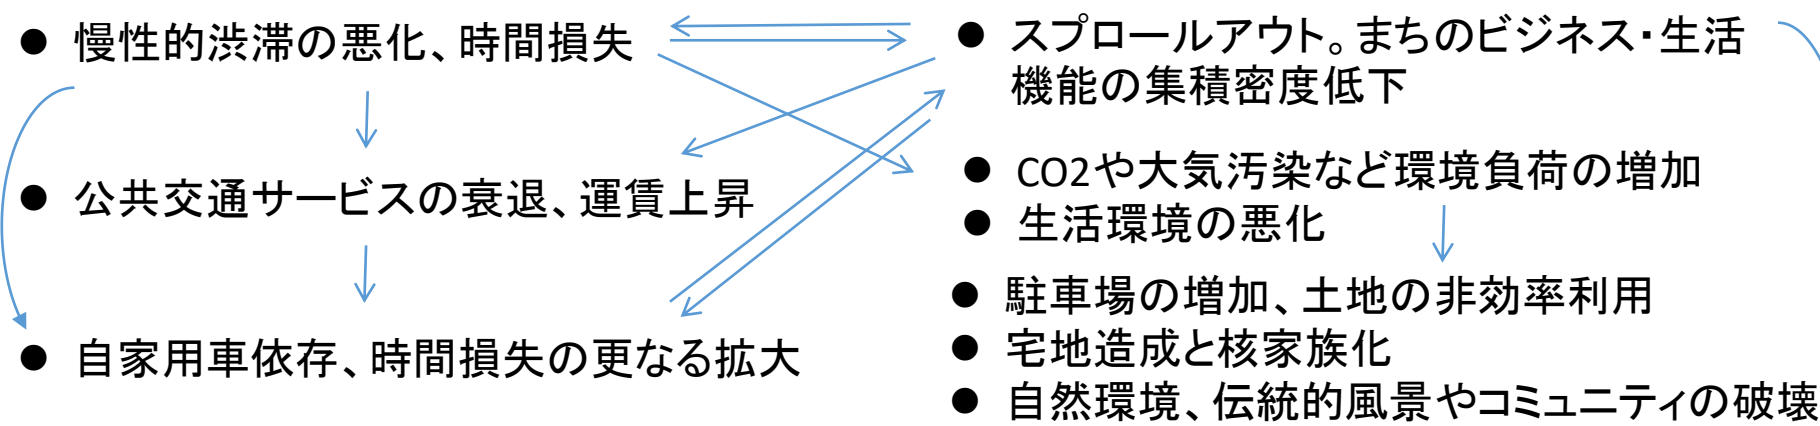 ● 慢性的渋滞の悪化、時間損失
● 公共交通サービスの衰退、運賃上昇
● 自家用車依存、時間損失の更なる拡大
● スプロールアウト。まちのビジネス・生活
機能の集積密度低下
● CO2や大気汚染など環境負荷の増加
● 生活環境の悪化
● 駐車場の増加、土地の非効率利用
● 宅地造成と核家族化
● 自然環境、伝統的風景やコミュニティの破壊